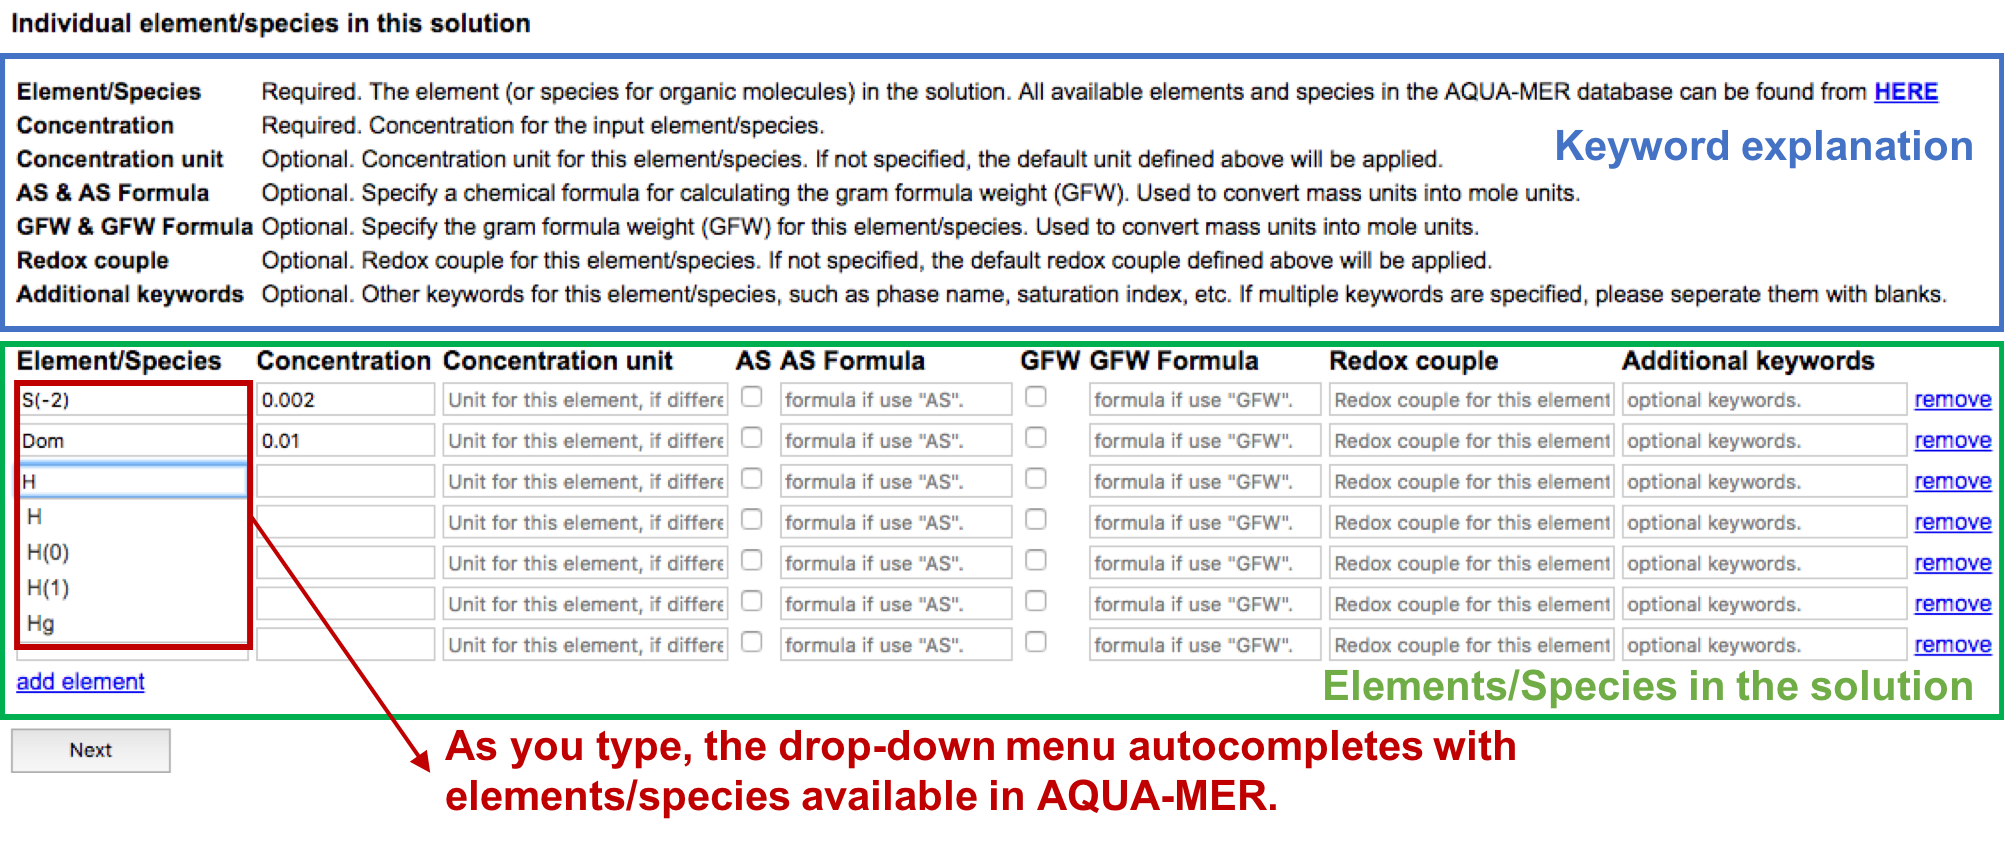 Individual element/species in this solution
Element/Species Required. The element (or species for organic molecules) in the solution. All available elements and species in the AQUA-MER database can be found from HERE
Concentration Required. Concentration for the input element/species.
Concentration unit Optional. Concentration unit for this element/species. If not specified, the default unit defined above will be applied.
Keyword explanation
AS & AS Formula Optional. Specify a chemical formula for calculating the gram formula weight (GFW). Used to convert mass units into mole units.
GFW & GFW Formula Optional. Specify the gram formula weight (GFW) for this element/species. Used to convert mass units into mole units.
Redox couple Optional. Redox couple for this element/species. If not specified, the default redox couple defined above will be applied.
Additional keywords Optional. Other keywords for this element/species, such as phase name, saturation index, etc. If multiple keywords are specified, please seperate them with blanks.
Element/Species Concentration Concentration unit AS AS Formula GFW GFW Formula Redox couple Additional keywords
S(-2) 0.002 Unit for this element, if differe formula if use "AS". formula if use "GFW". Redox couple for this element optional keywords. remove
Dom 0.01 Unit for this element, if differe formula if use "AS". formula if use "GFW". Redox couple for this element optional keywords. remove
H Unit for this element, if differe formula if use "AS". formula if use "GFW". Redox couple for this element optional keywords. remove
H Unit for this element, if differe formula if use "AS". formula if use "GFW". Redox couple for this element optional keywords. remove
H(0) Unit for this element, if differe formula if use "AS". formula if use "GFW". Redox couple for this element optional keywords. remove
H(1) Unit for this element, if differe formula if use "AS". formula if use "GFW". Redox couple for this element optional keywords. remove
Hg Unit for this element, if differe formula if use "AS". formula if use "GFW". Redox couple for this element optional keywords. remove
add element
Elements/Species in the solution
Next
As you type, the drop-down menu autocompletes with
elements/species available in AQUA-MER.